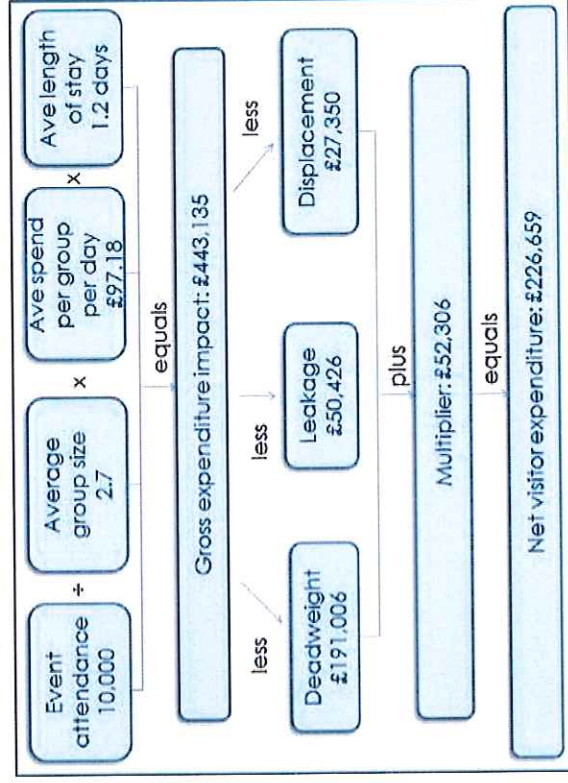 Event
attendance
10,000
÷
Average
group size
2.7
x
Ave spend
per group
per day
£97.18
x
Ave length
of stay
1.2 days
equals
Gross expenditure impact: £443,135
less
less
less
Deadweight
£191,006
Leakage
£50,426
Displacement
£27,350
plus
Multiplier: £52,306
equals
Net visitor expenditure: £226,659